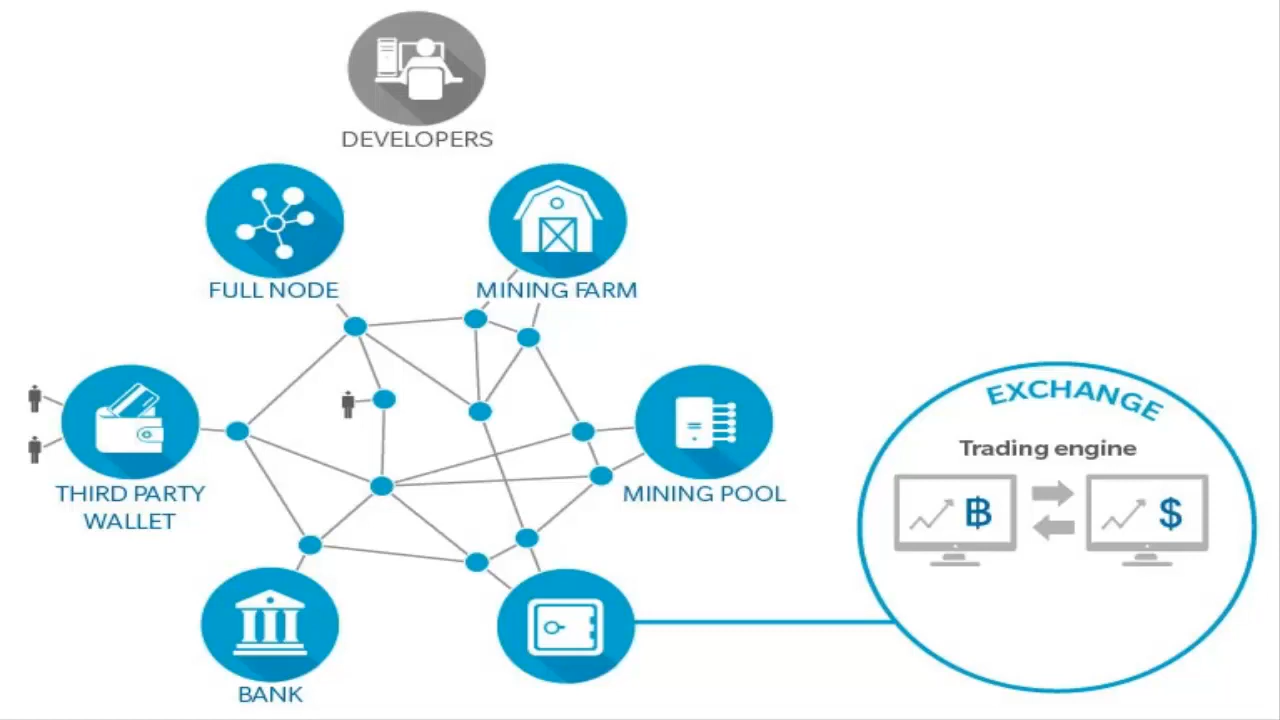 DEVELOPERS
FULL NODE
MINING FARM
EXCHANGE
Trading engine
THIRD PARTY
WALLET
MINING POOL
฿
$
BANK